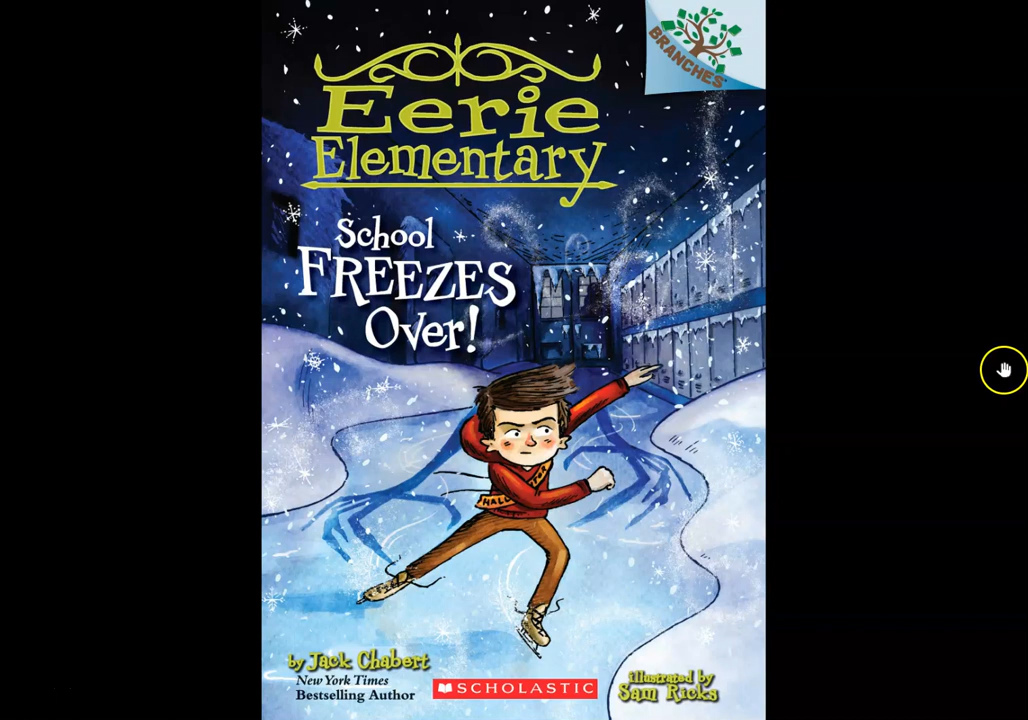 BRANCHES
Eerie
Elementary
School
FREEZES
Over!
HALL
by Jack Chabert
New York Times
Bestselling Author
SCHOLASTIC
illustrated by
Sam Ricks